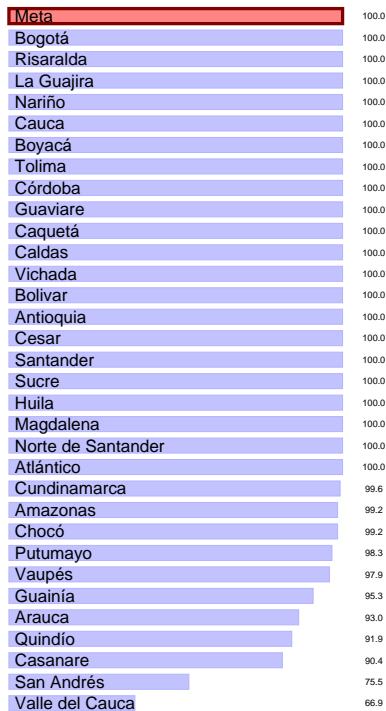 Meta 100.0
Bogotá 100.0
Risaralda 100.0
La Guajira 100.0
Nariño 100.0
Cauca 100.0
Boyacá 100.0
Tolima 100.0
Córdoba 100.0
Guaviare 100.0
Caquetá 100.0
Caldas 100.0
Vichada 100.0
Bolivar 100.0
Antioquia 100.0
Cesar 100.0
Santander 100.0
Sucre 100.0
Huila 100.0
Magdalena 100.0
Norte de Santander 100.0
Atlántico 100.0
Cundinamarca 99.6
Amazonas 99.2
Chocó 99.2
Putumayo 98.3
Vaupés 97.9
Guainía 95.3
Arauca 93.0
Quindío 91.9
Casanare 90.4
San Andrés 75.5
Valle del Cauca 66.9